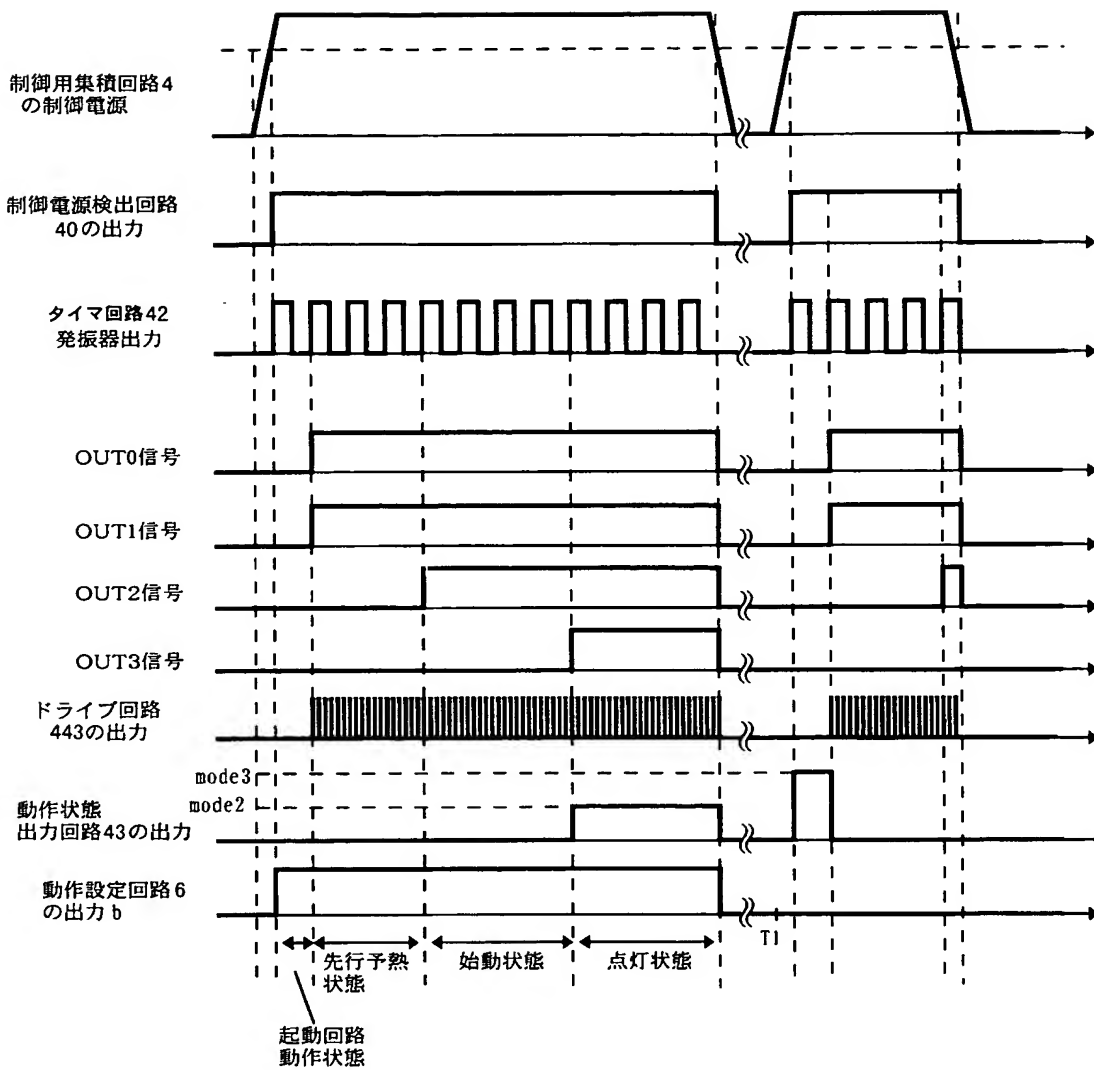 制御用集積回路4
の制御電源
制御電源検出回路
40の出力
タイマ回路42
発振器出力
OUT0信号
OUT1信号
OUT2信号
OUT3信号
ドライブ回路
443の出力
mode3
mode2
動作状態
出力回路43の出力
動作設定回路6
の出力b
T1
先行予熱
状態
始動状態
点灯状態
起動回路
動作状態